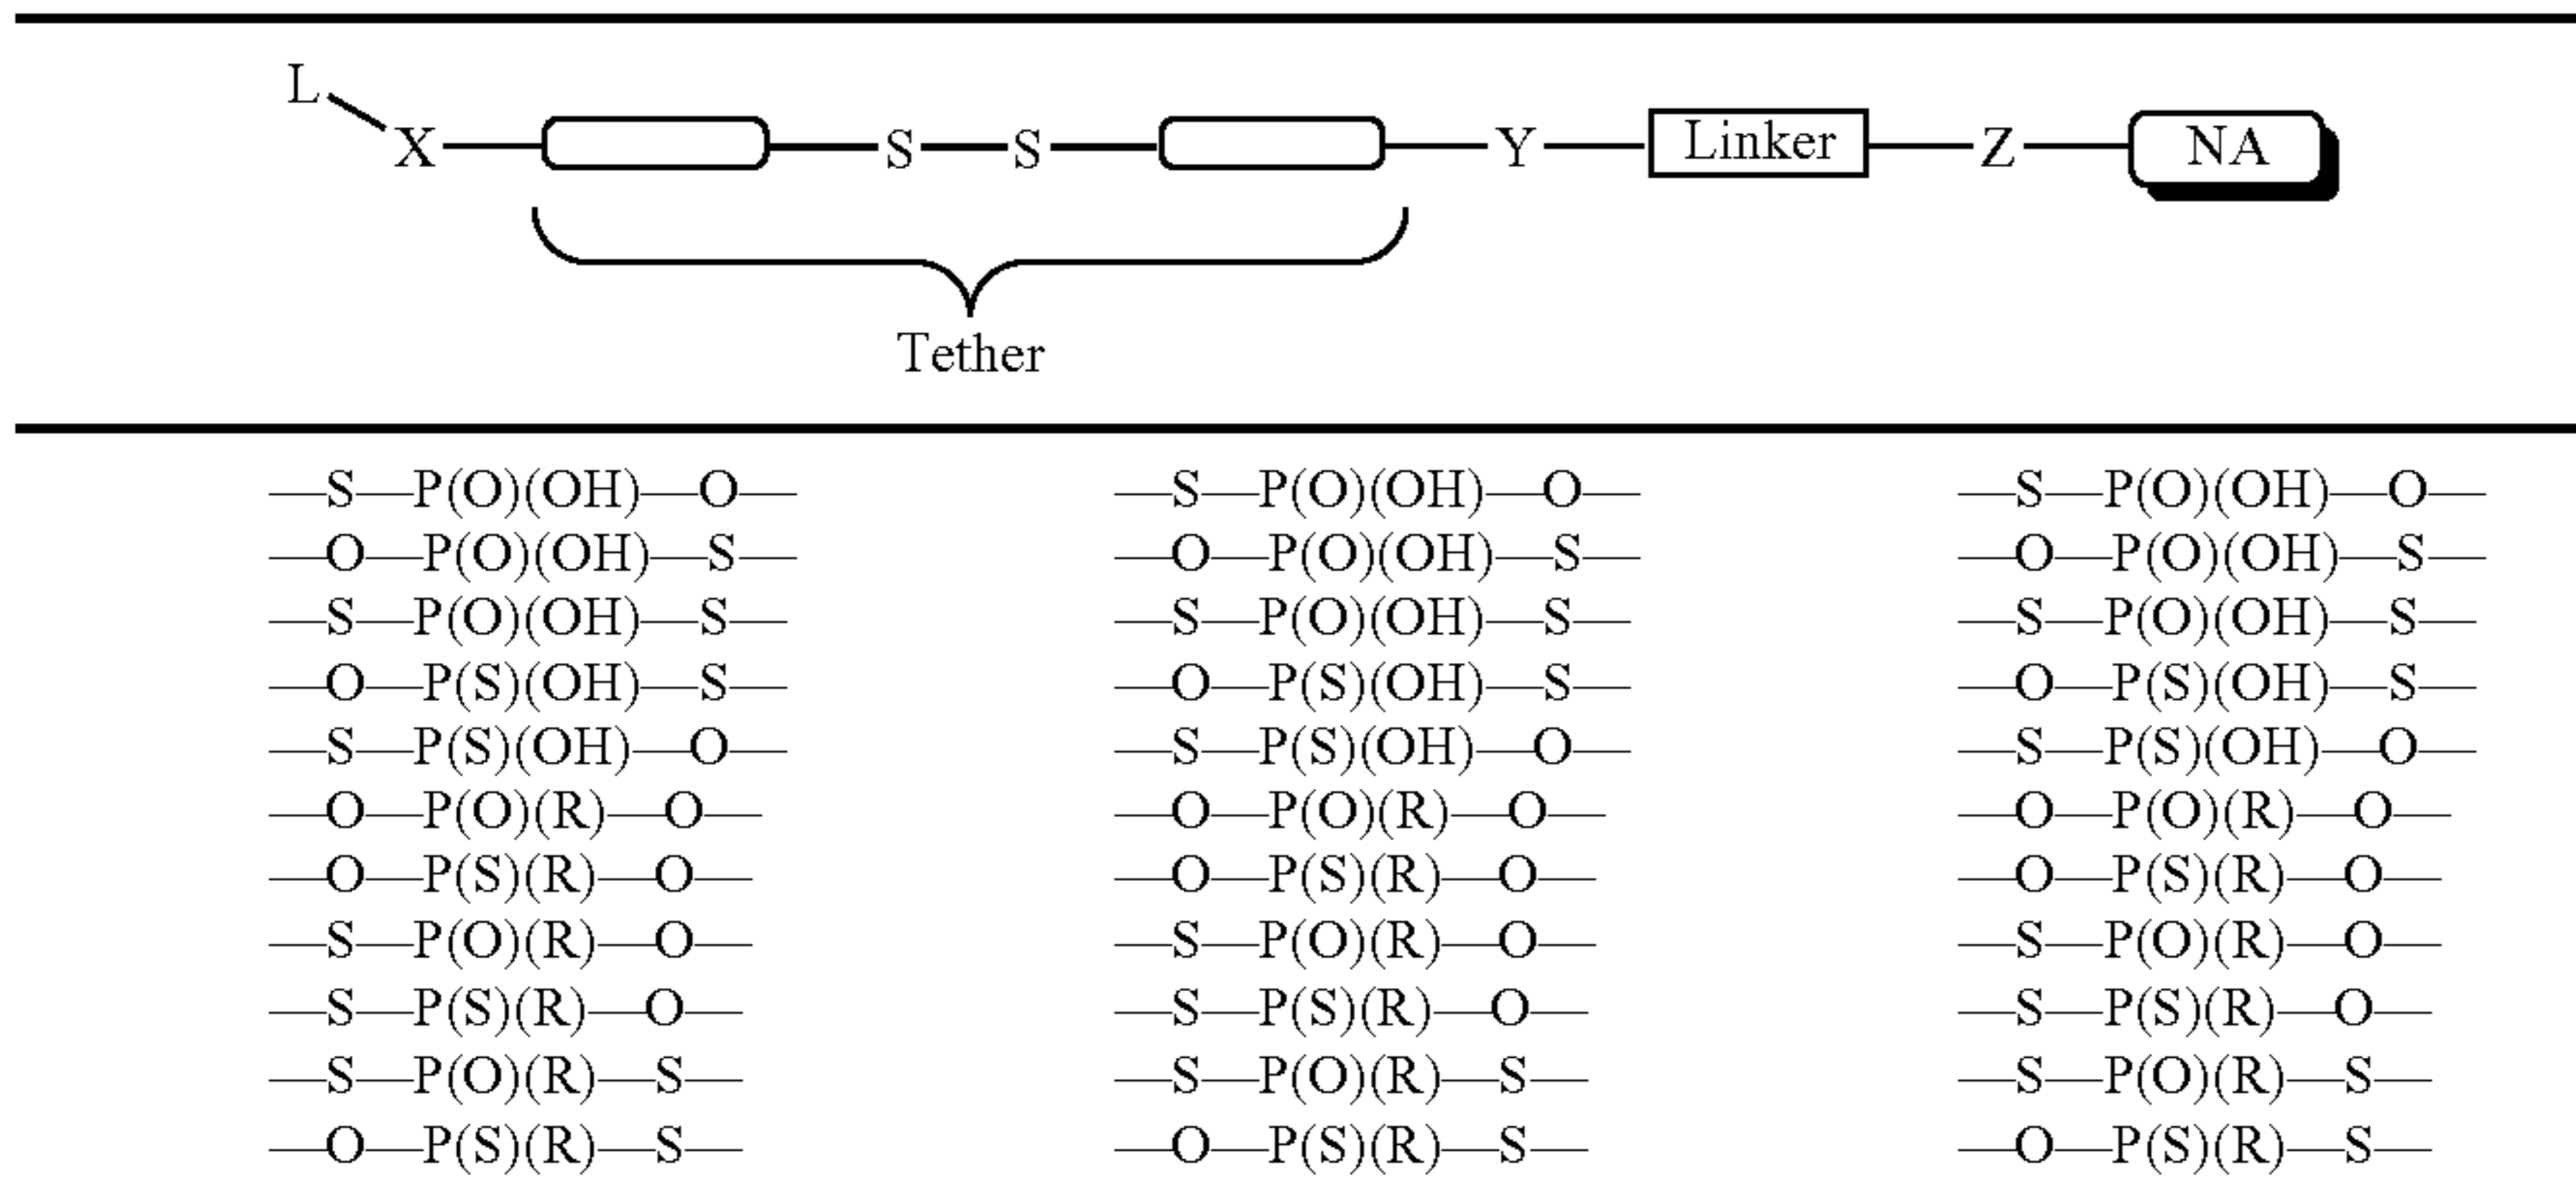 L
X—S—S—Y—Linker—Z—NA
Tether
—S—P(O)(OH)—O— —S—P(O)(OH)—O— —S—P(O)(OH)—O—
—O—P(O)(OH)—S— —O—P(O)(OH)—S— —O—P(O)(OH)—S—
—S—P(O)(OH)—S— —S—P(O)(OH)—S— —S—P(O)(OH)—S—
—O—P(S)(OH)—S— —O—P(S)(OH)—S— —O—P(S)(OH)—S—
—S—P(S)(OH)—O— —S—P(S)(OH)—O— —S—P(S)(OH)—O—
—O—P(O)(R)—O— —O—P(O)(R)—O— —O—P(O)(R)—O—
—O—P(S)(R)—O— —O—P(S)(R)—O— —O—P(S)(R)—O—
—S—P(O)(R)—O— —S—P(O)(R)—O— —S—P(O)(R)—O—
—S—P(S)(R)—O— —S—P(S)(R)—O— —S—P(S)(R)—O—
—S—P(O)(R)—S— —S—P(O)(R)—S— —S—P(O)(R)—S—
—O—P(S)(R)—S— —O—P(S)(R)—S— —O—P(S)(R)—S—